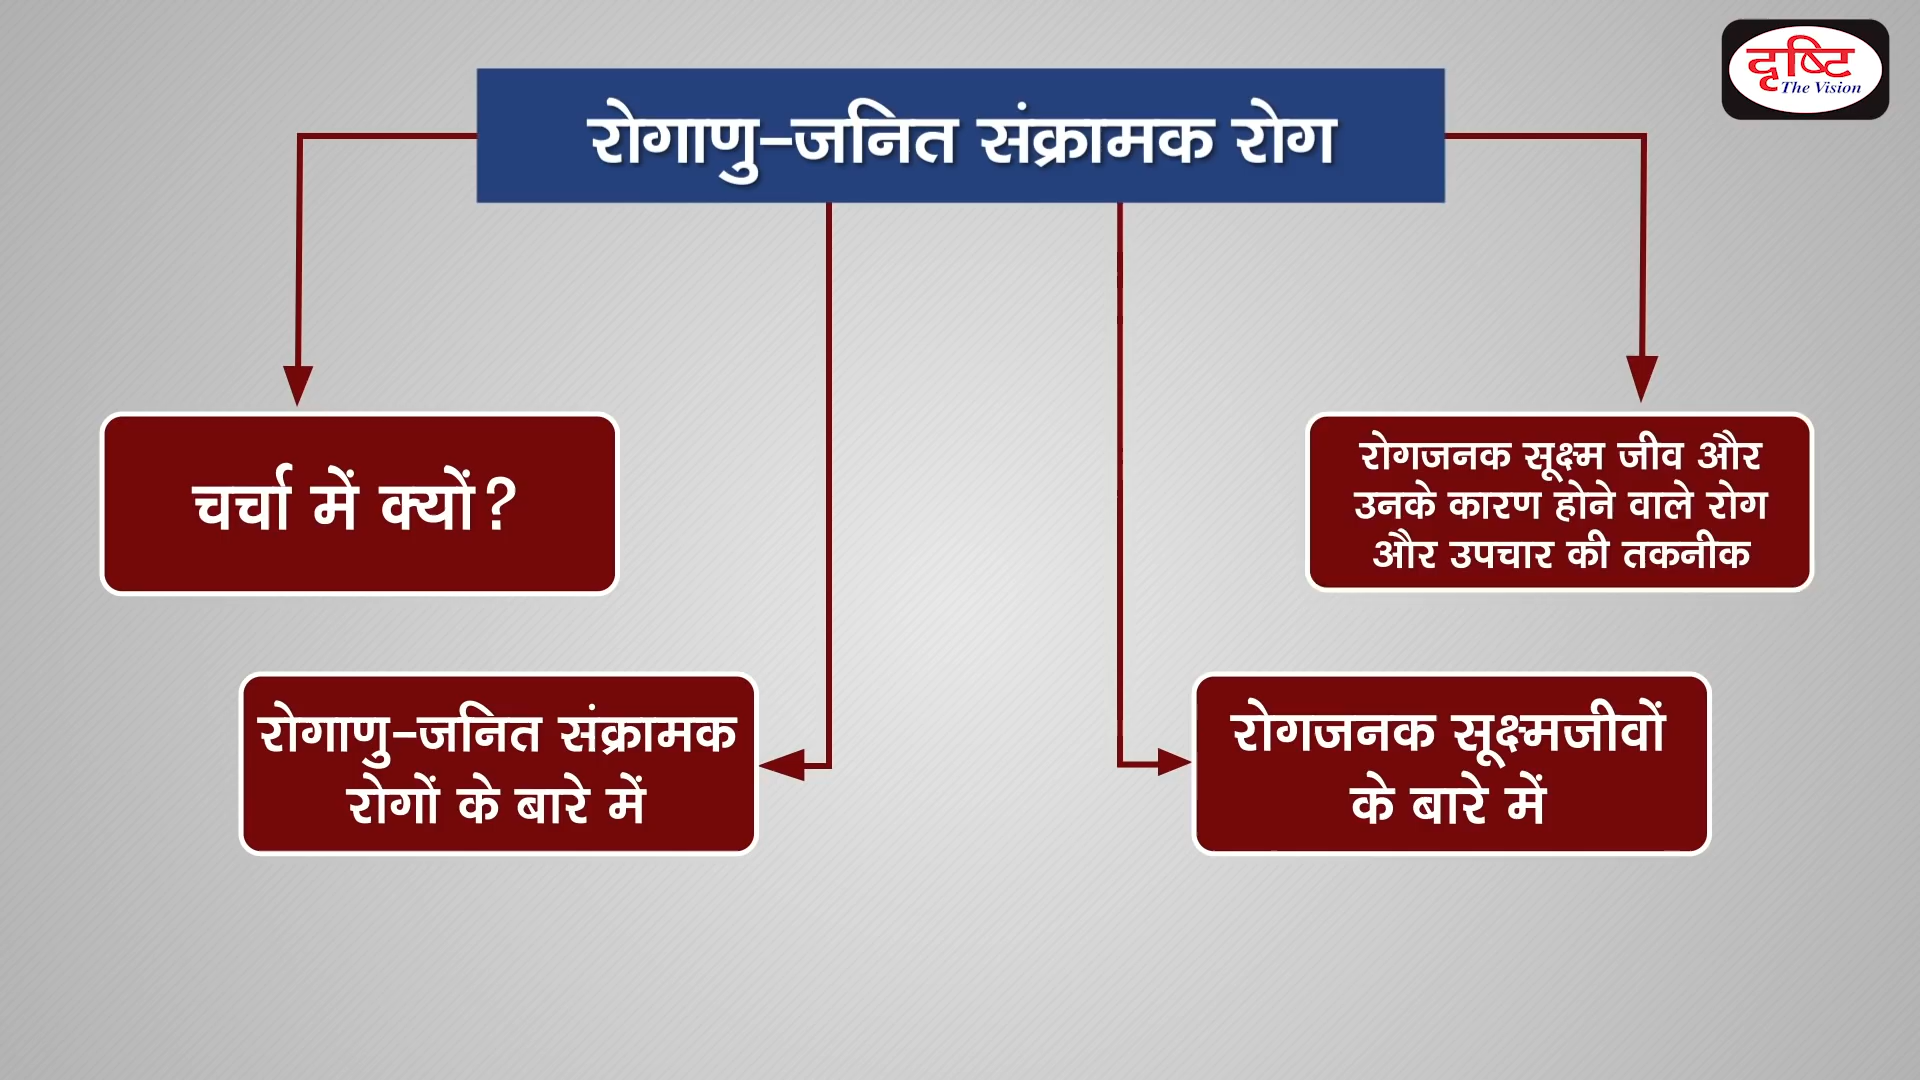 दृष्टि
The Vision
रोगाणु-जनित संक्रामक रोग
चर्चा में क्यों?
रोगजनक सूक्ष्म जीव और
उनके कारण होने वाले रोग
और उपचार की तकनीक
रोगाणु-जनित संक्रामक
रोगों के बारे में
रोगजनक सूक्ष्मजीवों
के बारे में